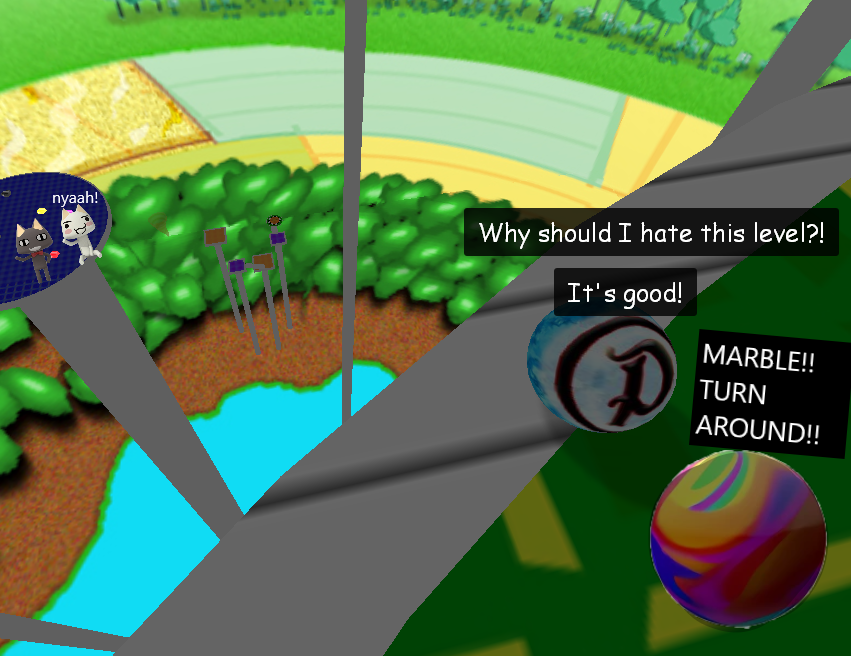 nyaah!
Why should I hate this level?!
It's good!
P
MARBLE!!
TURN
AROUND!!